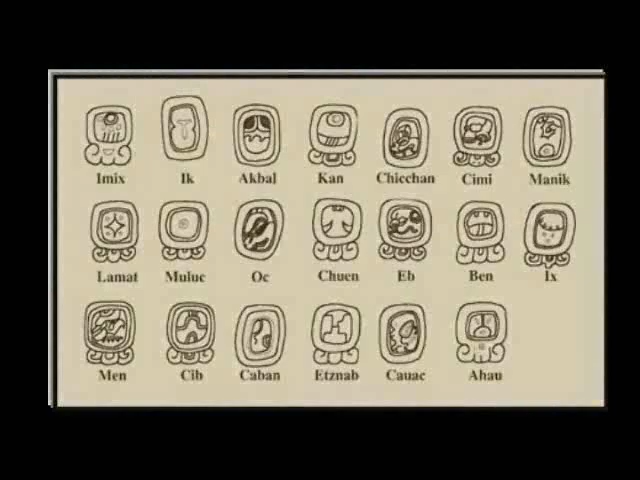 Imix Ik Akbal Kan Chicchan Cimi Manik
Lamat Muluc Oc Chuen Eb Ben Ix
Men Cib Caban Etznab Cauac Ahau